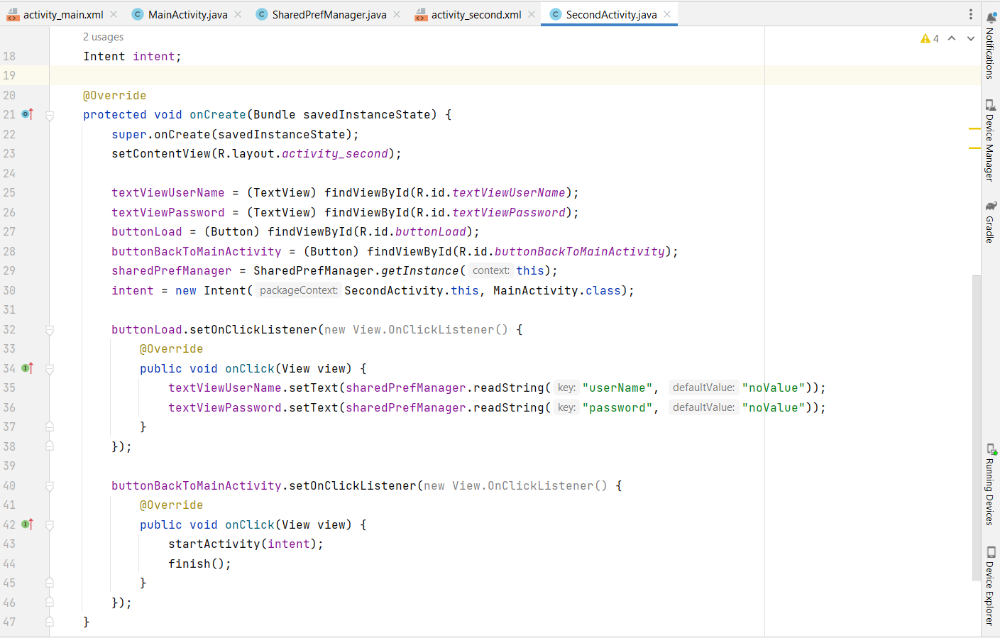 activity_main.xml MainActivity.java SharedPrefManager.java activity_second.xml SecondActivity.java
2 usages
4
18 Intent intent;
19
20 @Override
21 protected void onCreate(Bundle savedInstanceState) {
22 super.onCreate(savedInstanceState);
23 setContentView(R.layout.activity_second);
24
25 textViewUserName = (TextView) findViewById(R.id.textViewUserName);
26 textViewPassword = (TextView) findViewById(R.id.textViewPassword);
27 buttonLoad = (Button) findViewById(R.id.buttonLoad);
28 buttonBackToMainActivity = (Button) findViewById(R.id.buttonBackToMainActivity);
29 sharedPrefManager = SharedPrefManager.getInstance( context: this);
30 intent = new Intent( packageContext: SecondActivity.this, MainActivity.class);
31
32 buttonLoad.setOnClickListener(new View.OnClickListener() {
33 @Override
34 public void onClick(View view) {
35 textViewUserName.setText(sharedPrefManager.readString( key: "userName", defaultValue: "noValue"));
36 textViewPassword.setText(sharedPrefManager.readString( key: "password", defaultValue: "noValue"));
37 }
38 });
39
40 buttonBackToMainActivity.setOnClickListener(new View.OnClickListener() {
41 @Override
42 public void onClick(View view) {
43 startActivity(intent);
44 finish();
45 }
46 });
47 }
Notifications
Device Manager
Gradle
Running Devices
Device Explorer